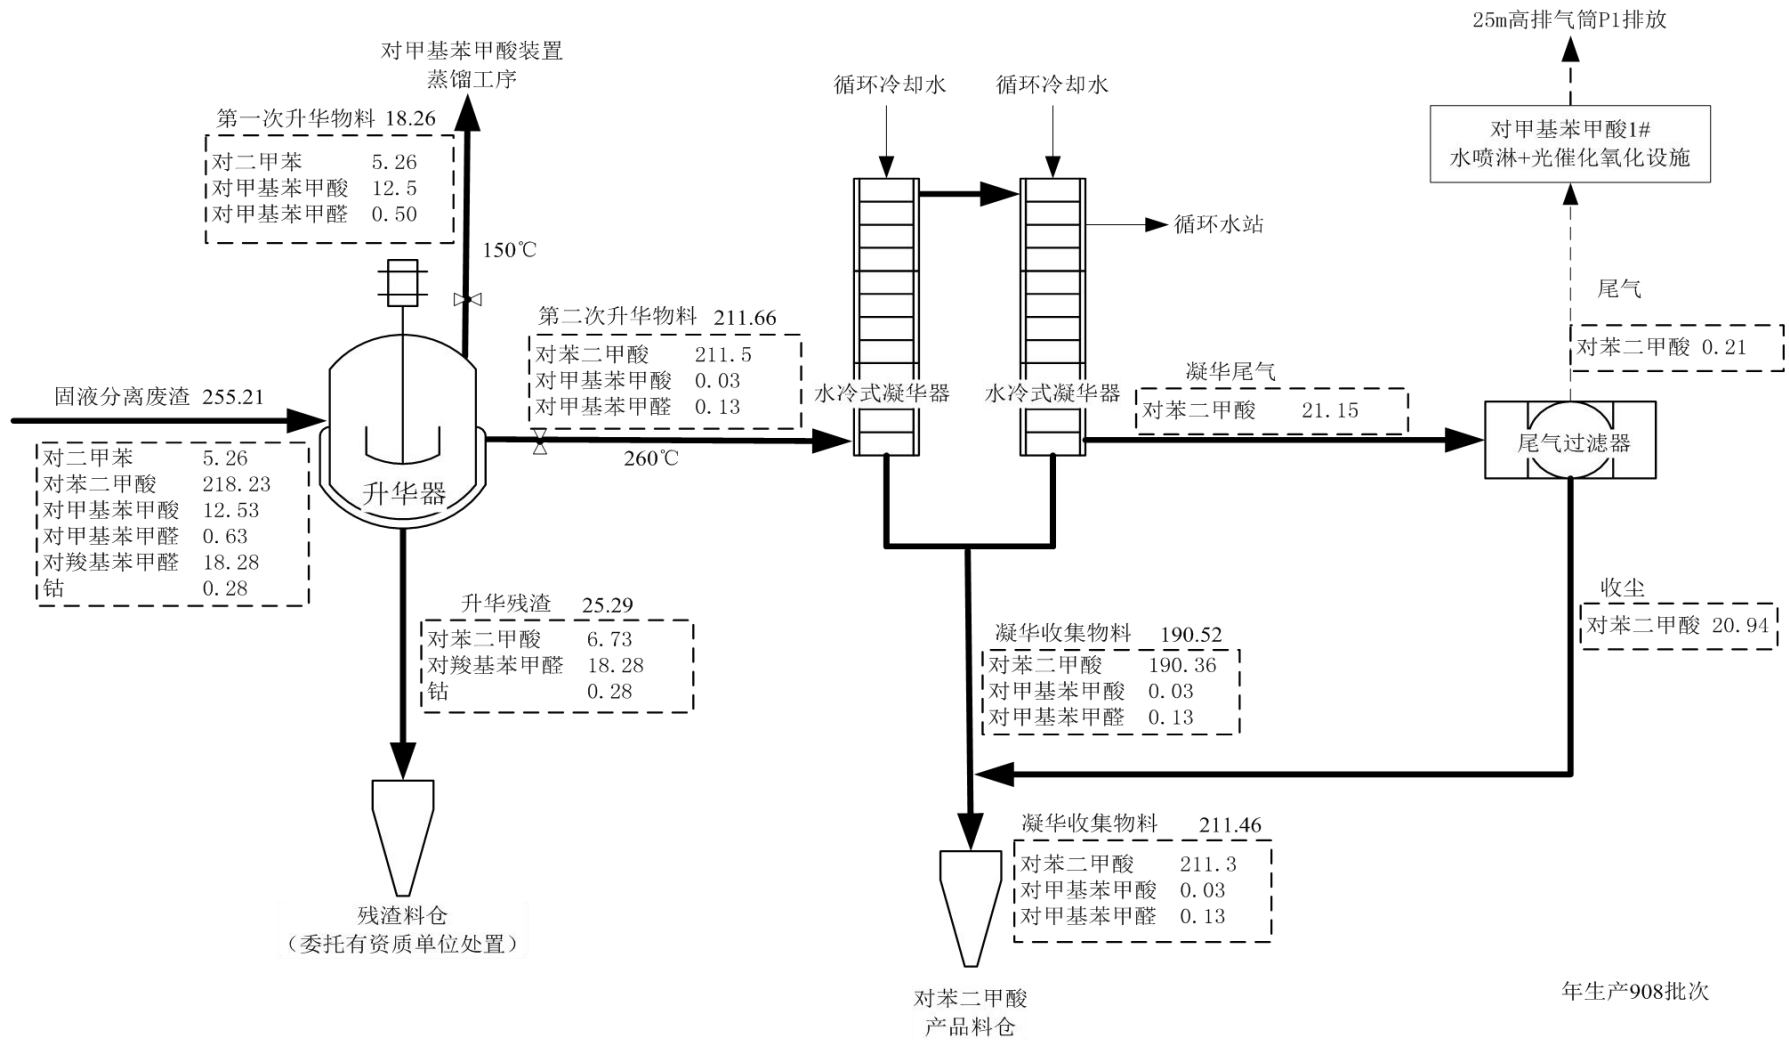 25m高排气筒P1排放
对甲基苯甲酸装置
蒸馏工序
循环冷却水
循环冷却水
第一次升华物料 18.26
对二甲苯 5.26
对甲基苯甲酸 12.5
对甲基苯甲醛 0.50
对甲基苯甲酸1#
水喷淋+光催化氧化设施
150℃
循环水站
尾气
对苯二甲酸 0.21
第二次升华物料 211.66
对苯二甲酸 211.5
对甲基苯甲酸 0.03
对甲基苯甲醛 0.13
260℃
水冷式凝华器
水冷式凝华器
凝华尾气
对苯二甲酸 21.15
尾气过滤器
固液分离废渣 255.21
对二甲苯 5.26
对苯二甲酸 218.23
对甲基苯甲酸 12.53
对甲基苯甲醛 0.63
对羧基苯甲醛 18.28
钴 0.28
升华器
升华残渣 25.29
对苯二甲酸 6.73
对羧基苯甲醛 18.28
钴 0.28
凝华收集物料 190.52
对苯二甲酸 190.36
对甲基苯甲酸 0.03
对甲基苯甲醛 0.13
收尘
对苯二甲酸 20.94
凝华收集物料 211.46
对苯二甲酸 211.3
对甲基苯甲酸 0.03
对甲基苯甲醛 0.13
残渣料仓
（委托有资质单位处置）
对苯二甲酸
产品料仓
年生产908批次